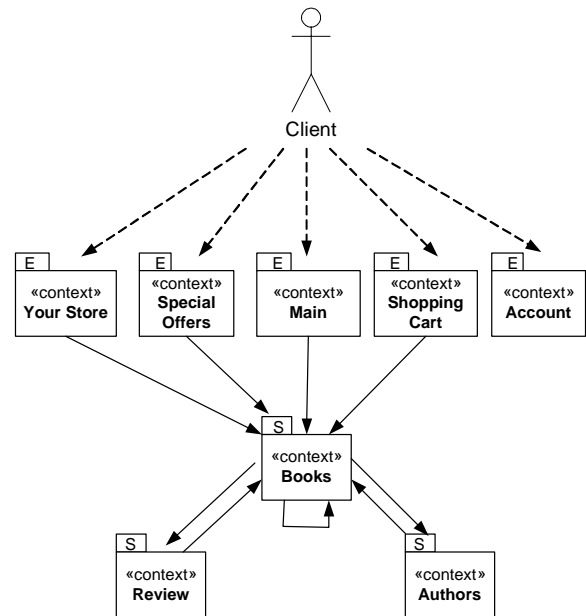 Client
E
E
E
E
E
«context»
Your Store
«context»
Special
Offers
«context»
Main
«context»
Shopping
Cart
«context»
Account
S
«context»
Books
S
«context»
Review
S
«context»
Authors